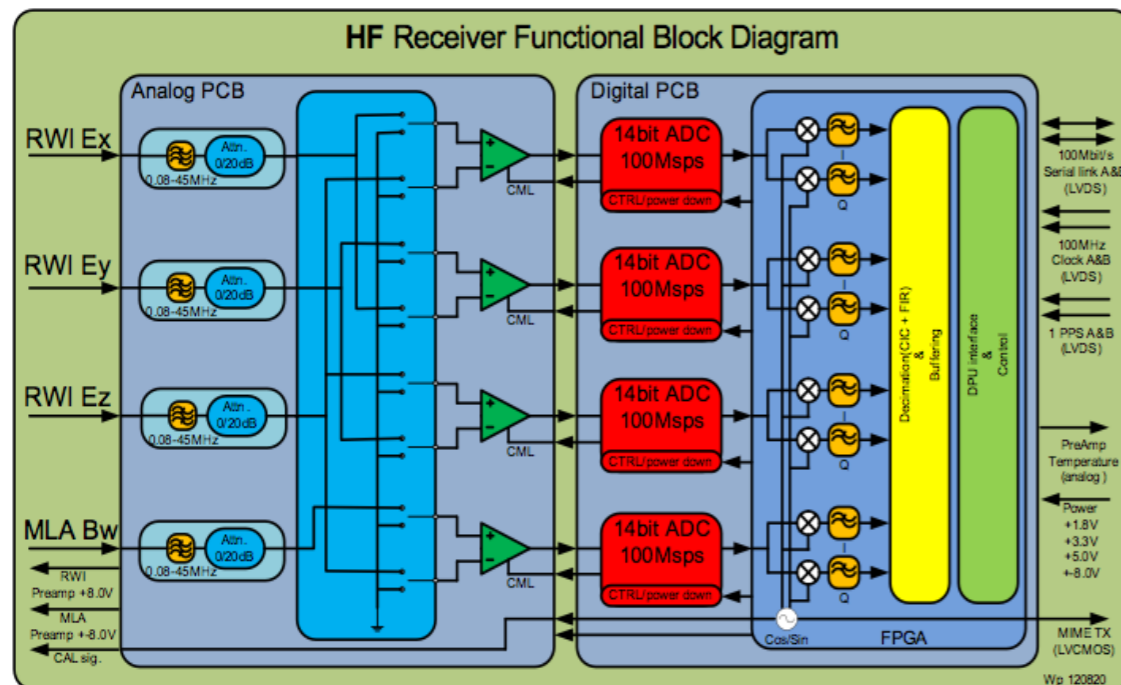 HF Receiver Functional Block Diagram
Analog PCB
Digital PCB
RWI Ex
Attn.
0/20dB
0.08-45MHz
CML
14bit ADC
100Msps
CTRL/power down
I
Q
RWI Ey
Attn.
0/20dB
0.08-45MHz
CML
14bit ADC
100Msps
CTRL/power down
I
Q
RWI Ez
Attn.
0/20dB
0.08-45MHz
CML
14bit ADC
100Msps
CTRL/power down
I
Q
MLA Bw
Attn.
0/20dB
0.08-45MHz
CML
14bit ADC
100Msps
CTRL/power down
I
Q
RWI
Preamp +8.0V
MLA
Preamp +-8.0V
CAL sig.
Cos/Sin
FPGA
Decimation(CIC + FIR)
&
Buffering
DPU interface
&
Control
100Mbit/s
Serial link A&B
(LVDS)
100MHz
Clock A&B
(LVDS)
1 PPS A&B
(LVDS)
PreAmp
Temperature
(analog )
Power
+1.8V
+3.3V
+5.0V
+-8.0V
MIME TX
(LVCMOS)
Wp 120820